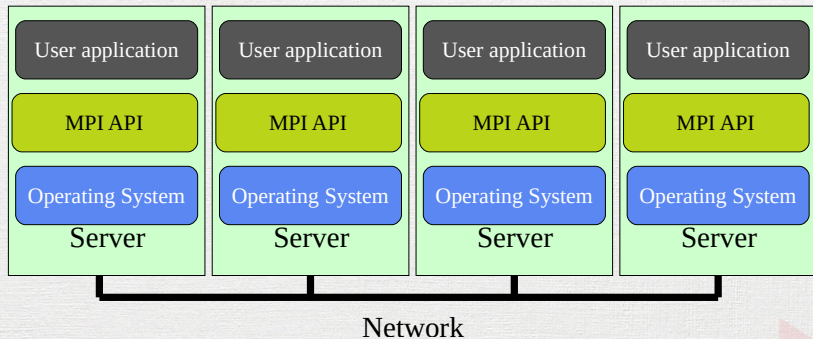 User application
User application
User application
User application
MPI API
MPI API
MPI API
MPI API
Operating System
Operating System
Operating System
Operating System
Server
Server
Server
Server
Network